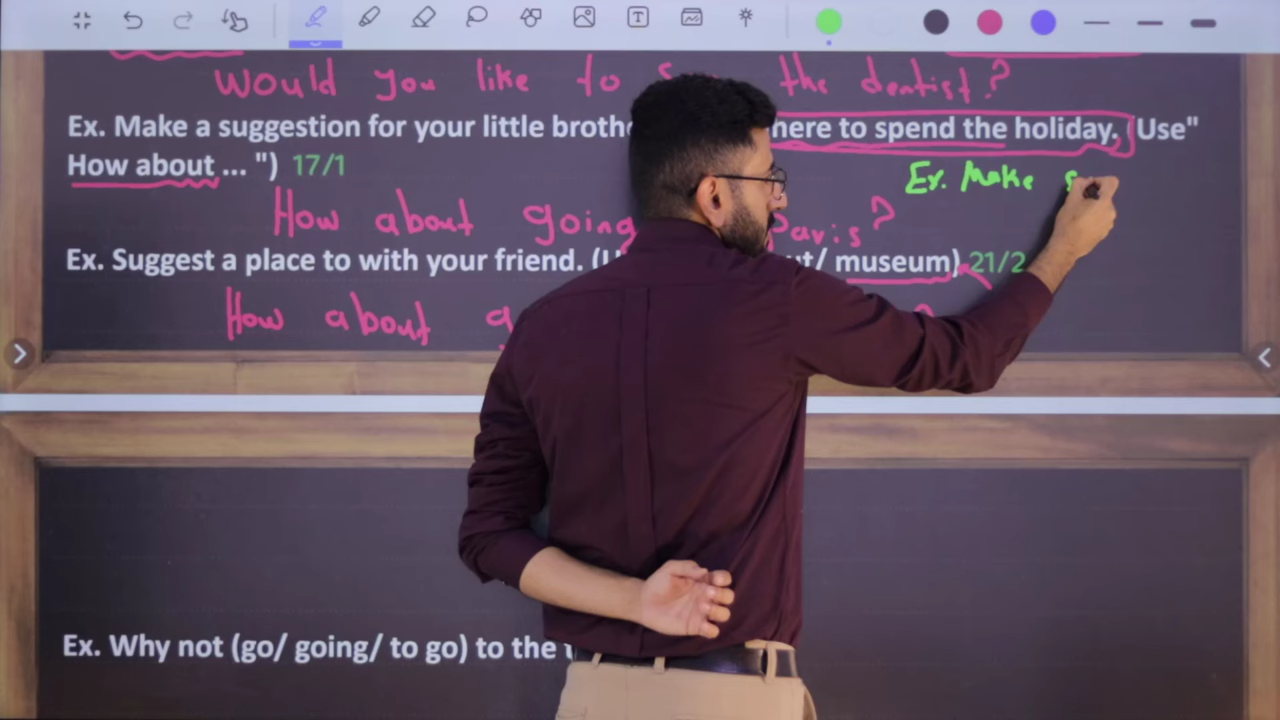 Would you like to the dentist?
Ex. Make a suggestion for your little here to spend the holiday. (Use"
How about ... ") 17/1
Ex. Make
How about going Paris?
Ex. Suggest a place to with your friend. ( / museum) 21/2
How about
Ex. Why not (go/ going/ to go) to the